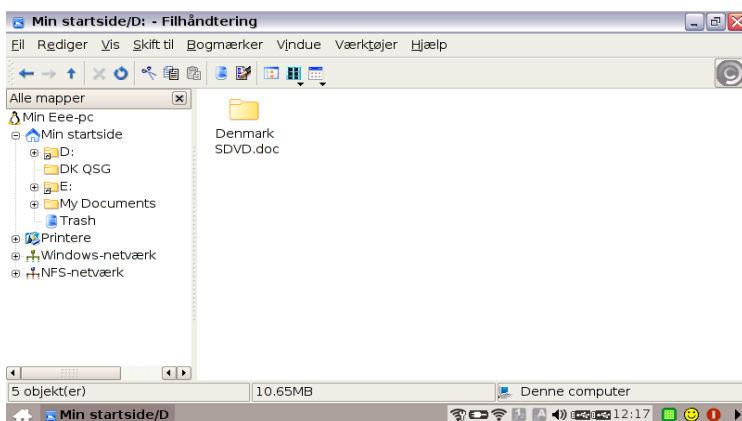 Min startside/D: - Filhåndtering
Fil Rediger Vis Skift til Bogmærker Vindue Værktøjer Hjælp
Alle mapper
Min Eee-pc
Min startside
D:
DK QSG
E:
My Documents
Trash
Printere
Windows-netværk
NFS-netværk
Denmark
SDVD.doc
5 objekt(er) 10.65MB Denne computer
Min startside/D 12:17